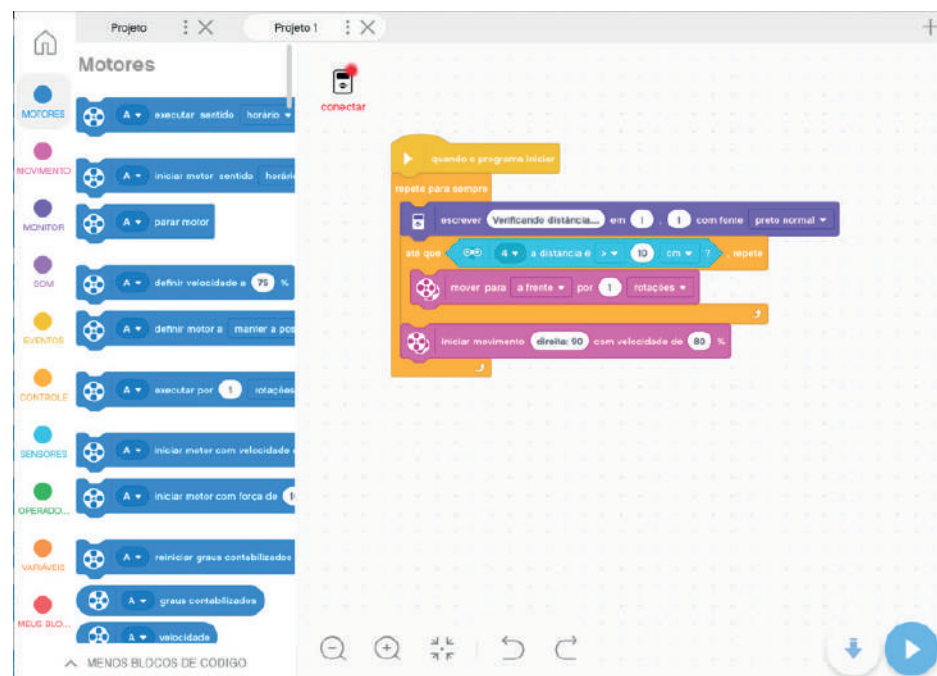 Projeto
Projeto 1
Motores
conectar
MOTORES
MOVIMENTO
MONITOR
SOM
EVENTOS
CONTROLE
SENSORES
OPERADO...
VARIÁVEIS
MEUS BLO...
A executar sentido horário
A iniciar motor sentido horári
A parar motor
A definir velocidade a 75 %
A definir motor a manter a pos
A executar por 1 rotações
A iniciar motor com velocidade
A iniciar motor com força de
A reiniciar graus contabilizados
A graus contabilizados
A velocidade
MENOS BLOCOS DE CÓDIGO
quando o programa iniciar
repete para sempre
escrever Verificando distância... em 1 , 1 com fonte preto normal
até que 4 a distância é > 10 cm ? , repete
mover para a frente por 1 rotações
iniciar movimento direita: 90 com velocidade de 80 %